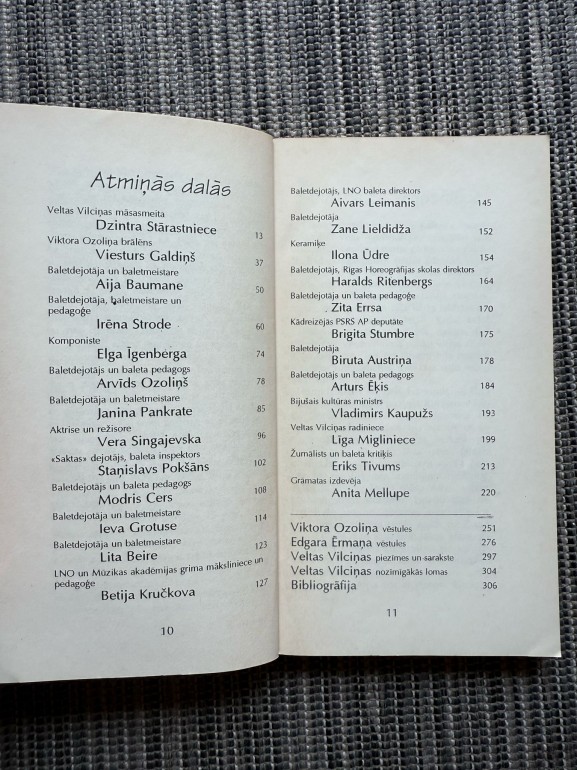 Atmiņās dalās
Veltas Vilciņas māsasmeita
Dzintra Stārastniece 13
Viktora Ozoliņa brālēns
Viesturs Galdiņš 37
Baletdejotāja un baletmeistare
Aija Baumane 50
Baletdejotāja, baletmeistare un
pedagoģe
Irēna Strode 60
Komponiste
Elga Īgenberga 74
Baletdejotājs un baleta pedagogs
Arvīds Ozoliņš 78
Baletdejotāja un baletmeistare
Janina Pankrate 85
Aktrise un režisore
Vera Singajevska 96
«Saktas» dejotājs, baleta inspektors
Staņislavs Pokšāns 102
Baletdejotājs un baleta pedagogs
Modris Cers 108
Baletdejotāja un baletmeistare
Ieva Grotuse 114
Baletdejotāja un baletmeistare
Lita Beire 123
LNO un Mūzikas akadēmijas grima māksliniece un
pedagoģe
Betija Kručkova 127
10
Baletdejotājs, LNO baleta direktors
Aivars Leimanis 145
Baletdejotāja
Zane Lieldidža 152
Keramiķe
Ilona Ūdre 154
Baletdejotājs, Rīgas Horeogrāfijas skolas direktors
Haralds Ritenbergs 164
Baletdejotāja un baleta pedagoģe
Zita Errsa 170
Kādreizējās PSRS AP deputāte
Brigita Stumbre 175
Baletdejotāja
Biruta Austriņa 178
Baletdejotājs un baleta pedagogs
Arturs Ēķis 184
Bijušais kultūras ministrs
Vladimirs Kaupužs 193
Veltas Vilciņas radiniece
Līga Migliniece 199
Žurnālists un baleta kritiķis
Eriks Tivums 213
Grāmatas izdevēja
Anita Mellupe 220
Viktora Ozoliņa vēstules 251
Edgara Ērmaņa vēstules 276
Veltas Vilciņas piezīmes un sarakste 297
Veltas Vilciņas nozīmīgākās lomas 304
Bibliogrāfija 306
11